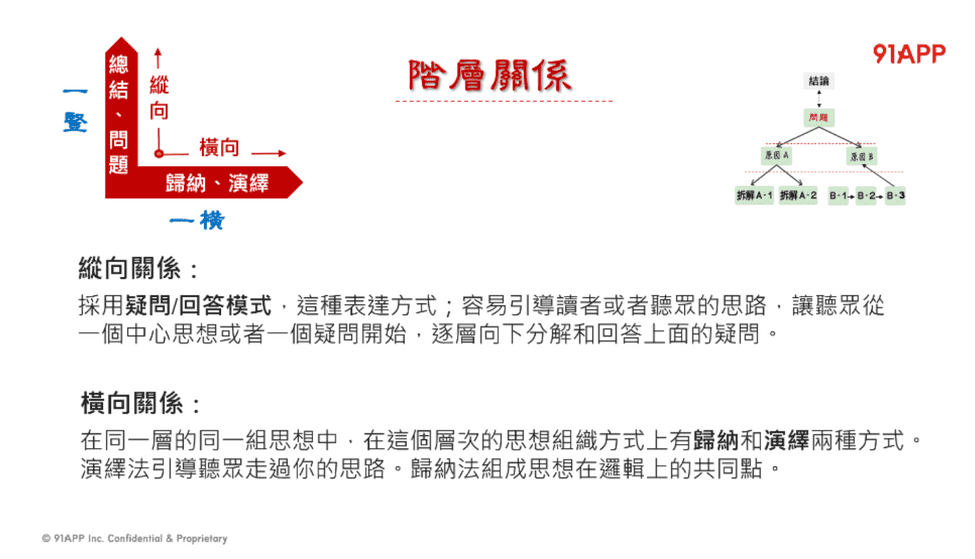 91APP
階層關係
一豎
總結、問題
縱向
橫向
歸納、演繹
一橫
結論
問題
原因 A
原因 B
拆解 A-1
拆解 A-2
B-1
B-2
B-3
縱向關係：
採用疑問/回答模式，這種表達方式；容易引導讀者或者聽眾的思路，讓聽眾從
一個中心思想或者一個疑問開始，逐層向下分解和回答上面的疑問。
橫向關係：
在同一層的同一組思想中，在這個層次的思想組織方式上有歸納和演繹兩種方式。
演繹法引導聽眾走過你的思路。歸納法組成思想在邏輯上的共同點。
© 91APP Inc. Confidential & Proprietary